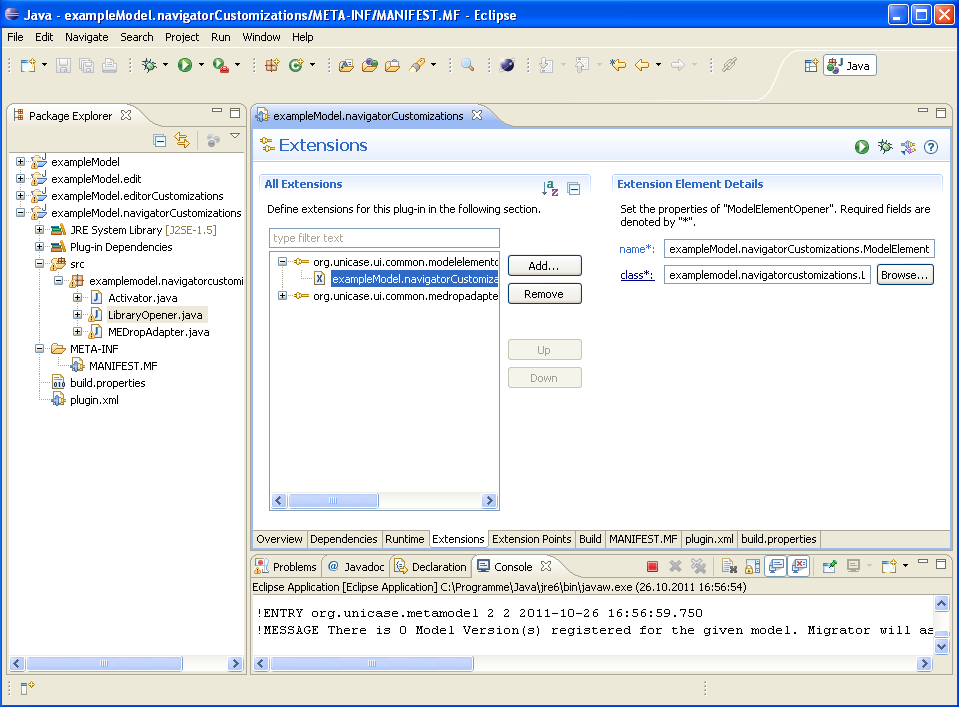 Java - exampleModel.navigatorCustomizations/META-INF/MANIFEST.MF - Eclipse
File Edit Navigate Search Project Run Window Help
Java
Package Explorer
exampleModel
exampleModel.edit
exampleModel.editorCustomizations
exampleModel.navigatorCustomizations
JRE System Library [J2SE-1.5]
Plug-in Dependencies
src
examplemodel.navigatorcustomi
Activator.java
LibraryOpener.java
MEDropAdapter.java
META-INF
MANIFEST.MF
build.properties
plugin.xml
exampleModel.navigatorCustomizations
Extensions
All Extensions
Define extensions for this plug-in in the following section.
type filter text
org.unicase.ui.common.modelelemento
exampleModel.navigatorCustomiza
org.unicase.ui.common.medropadapte
Add...
Remove
Up
Down
Extension Element Details
Set the properties of "ModelElementOpener". Required fields are
denoted by "*".
name*: exampleModel.navigatorCustomizations.ModelElement
class*: examplemodel.navigatorcustomizations.L Browse...
Overview Dependencies Runtime Extensions Extension Points Build MANIFEST.MF plugin.xml build.properties
Problems Javadoc Declaration Console
Eclipse Application [Eclipse Application] C:\Programme\Java\jre6\bin\javaw.exe (26.10.2011 16:56:54)
!ENTRY org.unicase.metamodel 2 2 2011-10-26 16:56:59.750
!MESSAGE There is 0 Model Version(s) registered for the given model. Migrator will as